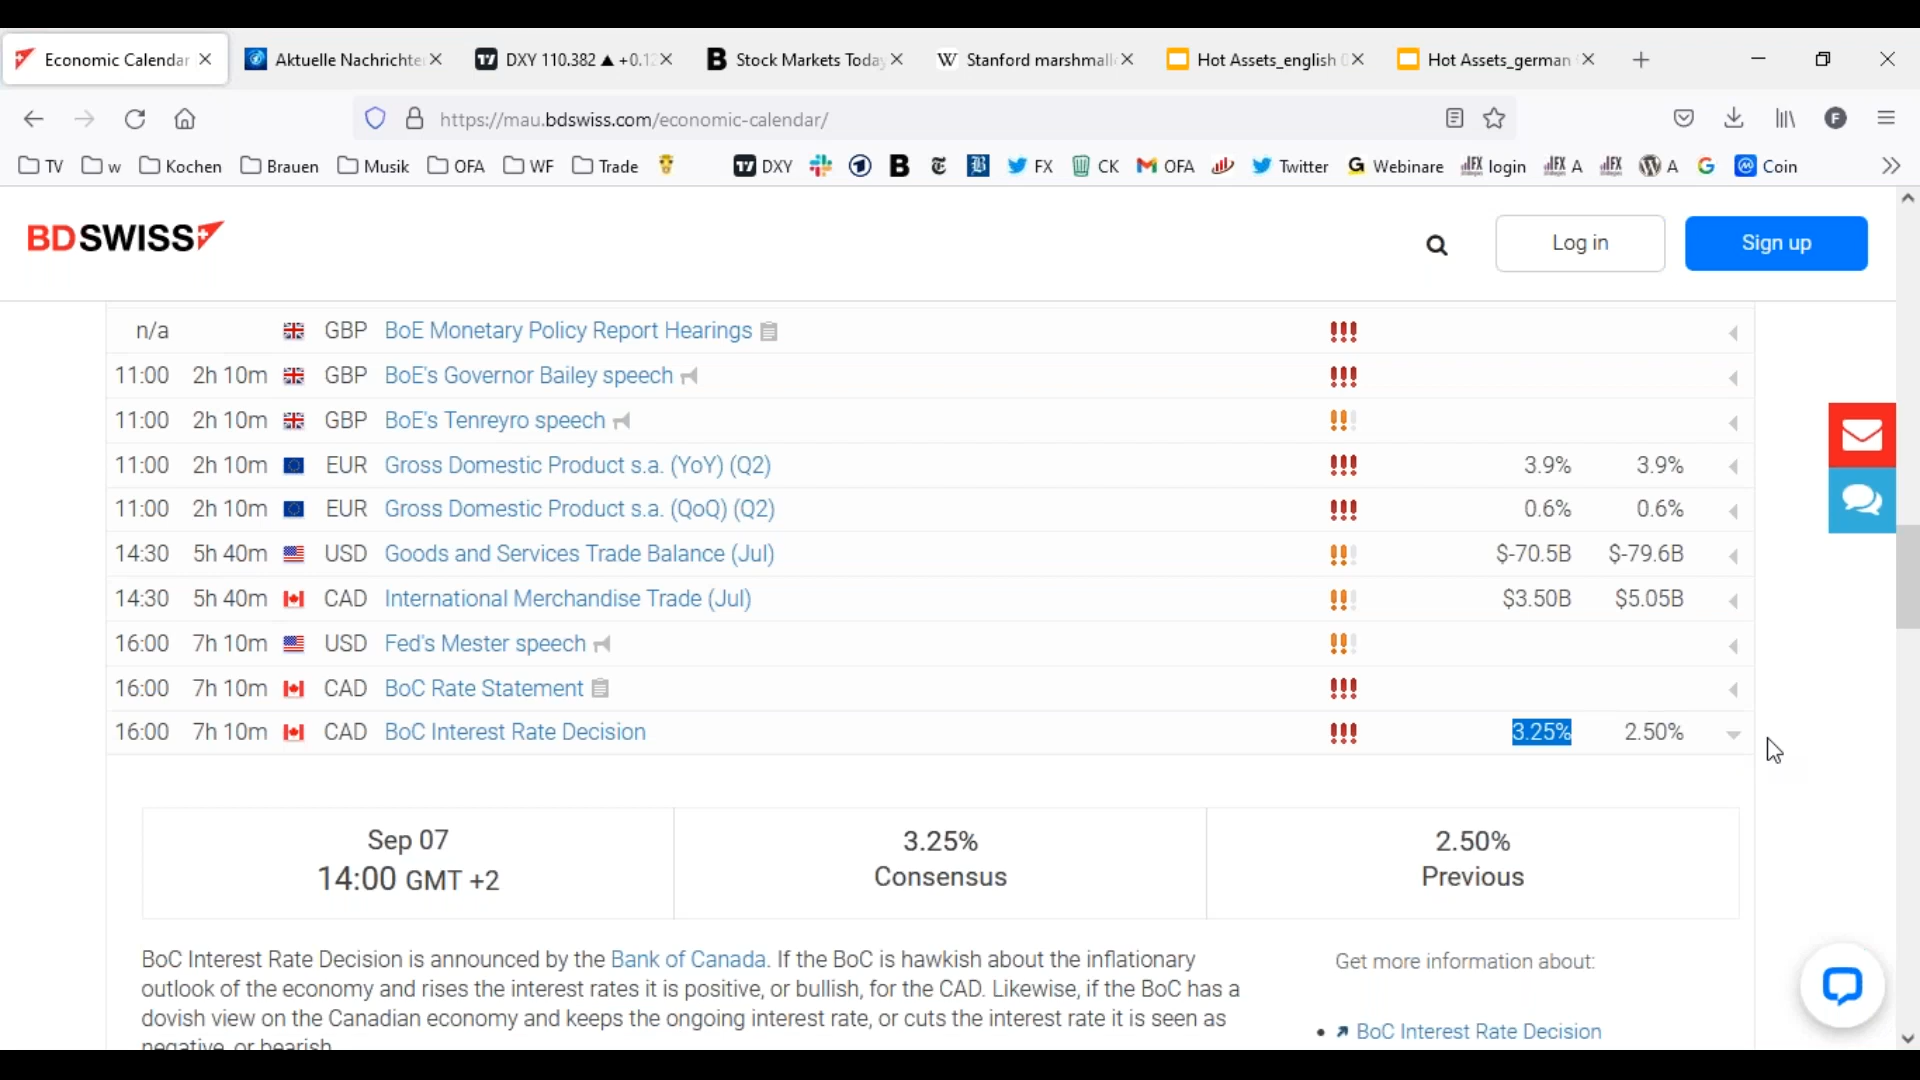 Economic Calendar
Aktuelle Nachrichte
DXY 110.382 ▲ +0.1
Stock Markets Today
Stanford marshmall
Hot Assets_english
Hot Assets_german
https://mau.bdswiss.com/economic-calendar/
F
TV w Kochen Brauen Musik OFA WF Trade DXY FX CK OFA Twitter Webinare login A A Coin
BDSWISS
Log in
Sign up
n/a GBP BoE Monetary Policy Report Hearings
11:00 2h 10m GBP BoE's Governor Bailey speech
11:00 2h 10m GBP BoE's Tenreyro speech
11:00 2h 10m EUR Gross Domestic Product s.a. (YoY) (Q2) 3.9% 3.9%
11:00 2h 10m EUR Gross Domestic Product s.a. (QoQ) (Q2) 0.6% 0.6%
14:30 5h 40m USD Goods and Services Trade Balance (Jul) $-70.5B $-79.6B
14:30 5h 40m CAD International Merchandise Trade (Jul) $3.50B $5.05B
16:00 7h 10m USD Fed's Mester speech
16:00 7h 10m CAD BoC Rate Statement
16:00 7h 10m CAD BoC Interest Rate Decision 3.25% 2.50%
Sep 07
14:00 GMT +2
3.25%
Consensus
2.50%
Previous
BoC Interest Rate Decision is announced by the Bank of Canada. If the BoC is hawkish about the inflationary
outlook of the economy and rises the interest rates it is positive, or bullish, for the CAD. Likewise, if the BoC has a
dovish view on the Canadian economy and keeps the ongoing interest rate, or cuts the interest rate it is seen as
negative, or bearish.
Get more information about:
BoC Interest Rate Decision